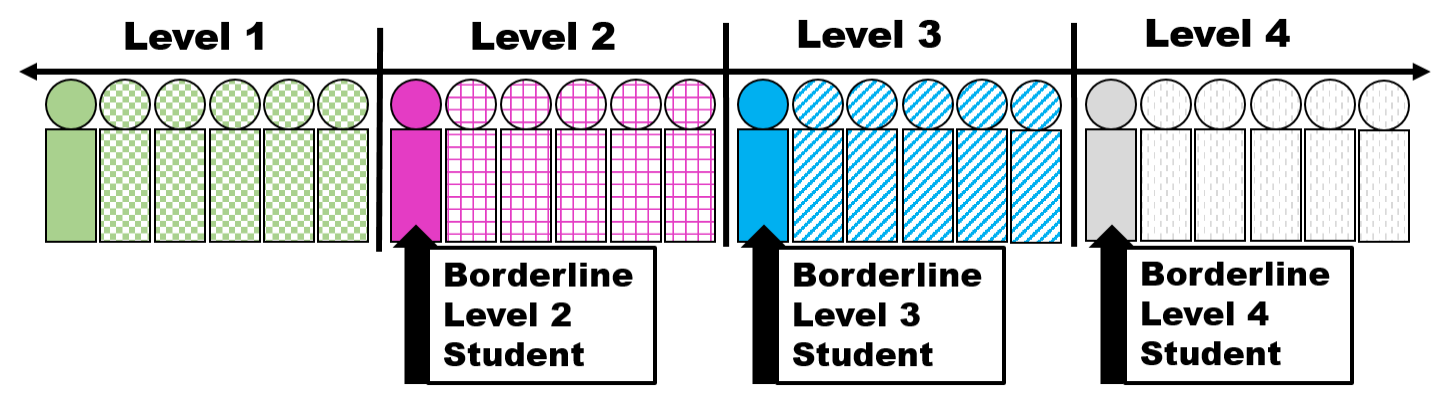 Level 1
Level 2
Level 3
Level 4
Borderline
Level 2
Student
Borderline
Level 3
Student
Borderline
Level 4
Student